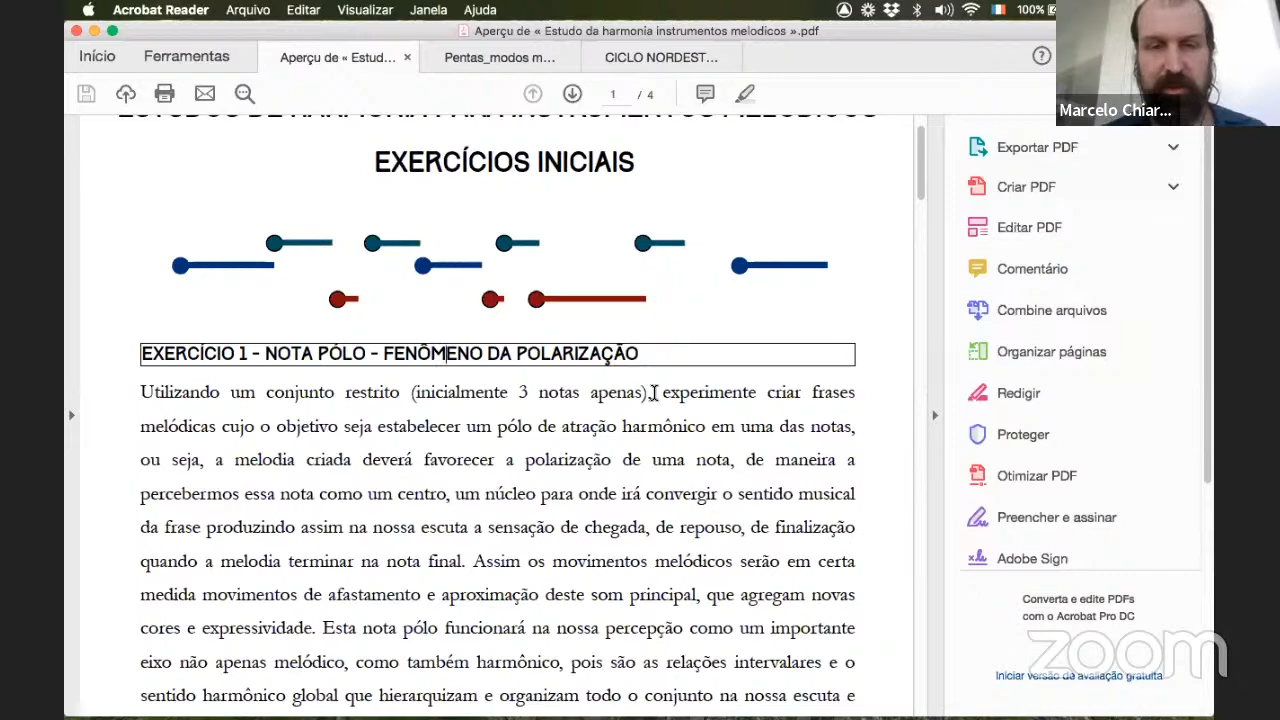 Acrobat Reader Arquivo Editar Visualizar Janela Ajuda 100%
Aperçu de « Estudo da harmonia instrumentos melodicos ».pdf
Início Ferramentas Aperçu de « Estud... × Pentas_modos m... CICLO NORDEST...
1 / 4
Marcelo Chiar...
ESTUDOS DE HARMONIA PARA INSTRUMENTOS MELÓDICOS
EXERCÍCIOS INICIAIS
EXERCÍCIO 1 - NOTA PÓLO - FENÔMENO DA POLARIZAÇÃO
Utilizando um conjunto restrito (inicialmente 3 notas apenas), experimente criar frases
melódicas cujo o objetivo seja estabelecer um pólo de atração harmônico em uma das notas,
ou seja, a melodia criada deverá favorecer a polarização de uma nota, de maneira a
percebermos essa nota como um centro, um núcleo para onde irá convergir o sentido musical
da frase produzindo assim na nossa escuta a sensação de chegada, de repouso, de finalização
quando a melodia terminar na nota final. Assim os movimentos melódicos serão em certa
medida movimentos de afastamento e aproximação deste som principal, que agregam novas
cores e expressividade. Esta nota pólo funcionará na nossa percepção como um importante
eixo não apenas melódico, como também harmônico, pois são as relações intervalares e o
sentido harmônico global que hierarquizam e organizam todo o conjunto na nossa escuta e
Exportar PDF
Criar PDF
Editar PDF
Comentário
Combine arquivos
Organizar páginas
Redigir
Proteger
Otimizar PDF
Preencher e assinar
Adobe Sign
Converta e edite PDFs
com o Acrobat Pro DC
Iniciar versão de avaliação gratuita
zoom